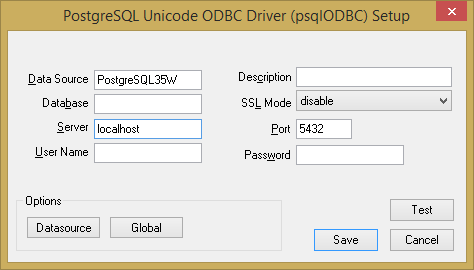 PostgreSQL Unicode ODBC Driver (psqlODBC) Setup
Data Source PostgreSQL35W Description
Database SSL Mode disable
Server localhost Port 5432
User Name Password
Options
Datasource Global
Test
Save Cancel